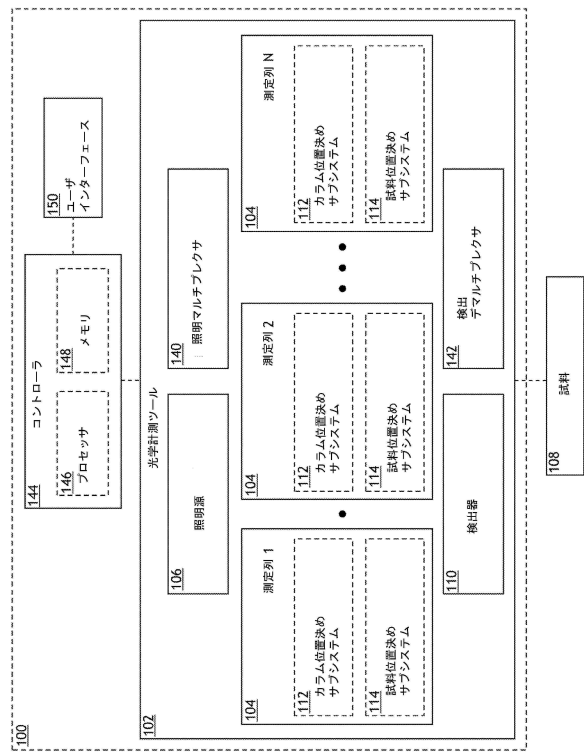 100
コントローラ
144
プロセッサ
146
メモリ
148
ユーザ
インターフェース
150
光学計測ツール
102
照明源
106
照明マルチプレクサ
140
測定列 1
104
カラム位置決め
サブシステム
112
試料位置決め
サブシステム
114
測定列 2
104
カラム位置決め
サブシステム
112
試料位置決め
サブシステム
114
測定列 N
104
カラム位置決め
サブシステム
112
試料位置決め
サブシステム
114
検出器
110
検出
デマルチプレクサ
142
試料
108